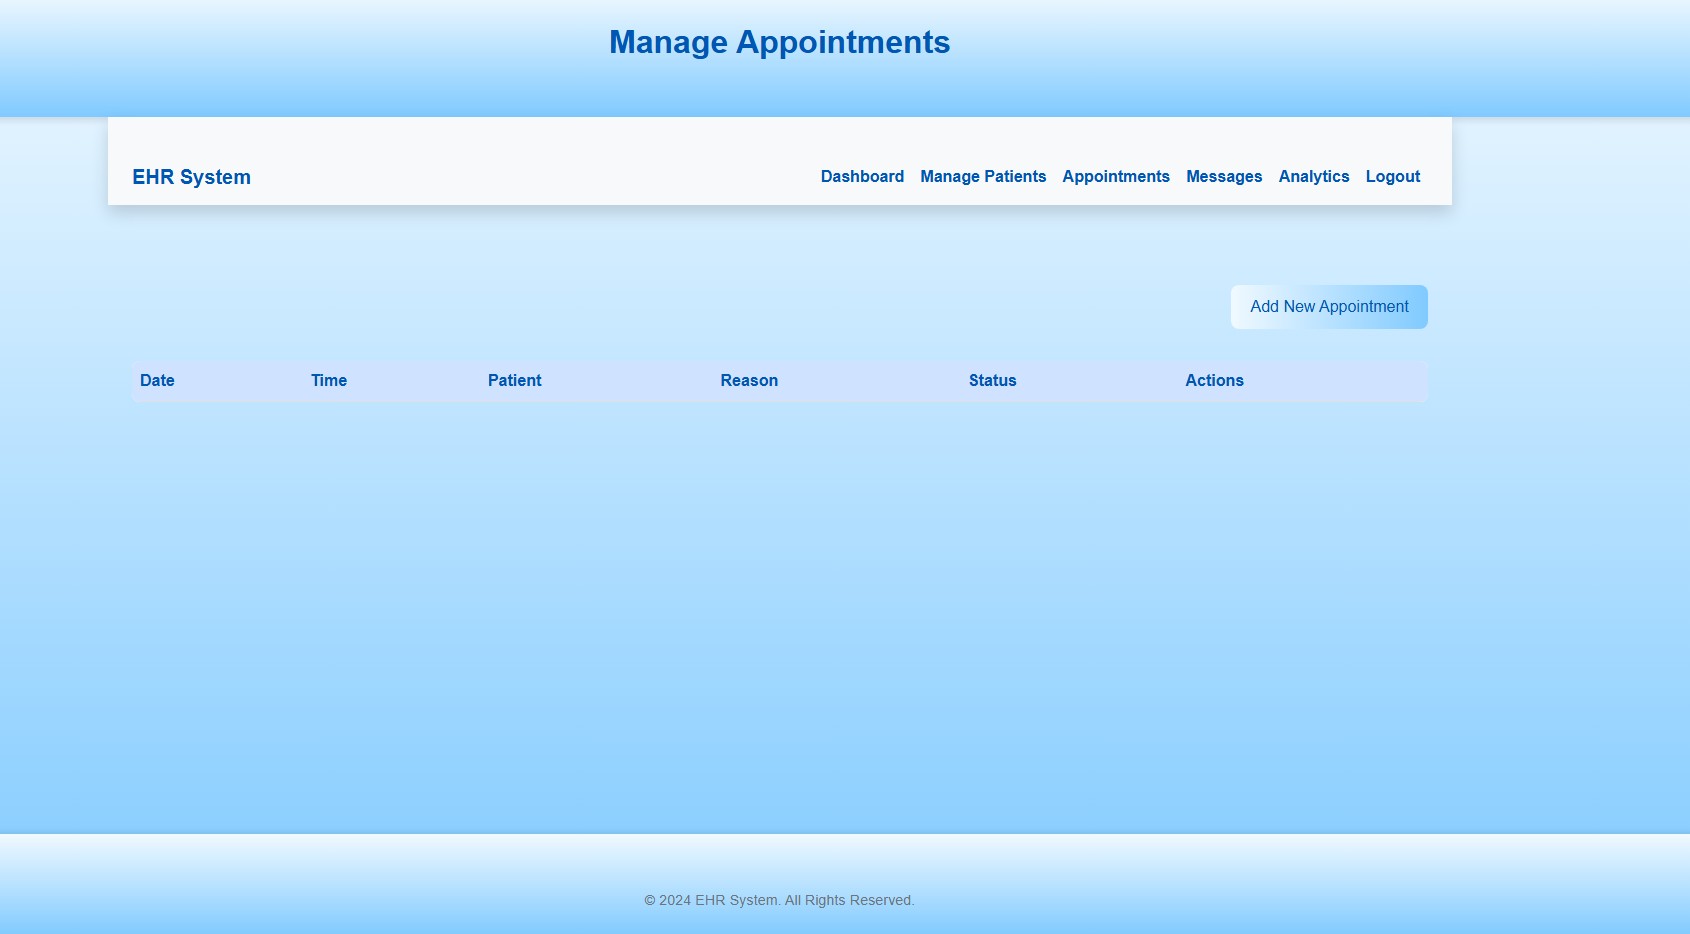 Manage Appointments
EHR System
Dashboard Manage Patients Appointments Messages Analytics Logout
Add New Appointment
Date Time Patient Reason Status Actions
© 2024 EHR System. All Rights Reserved.